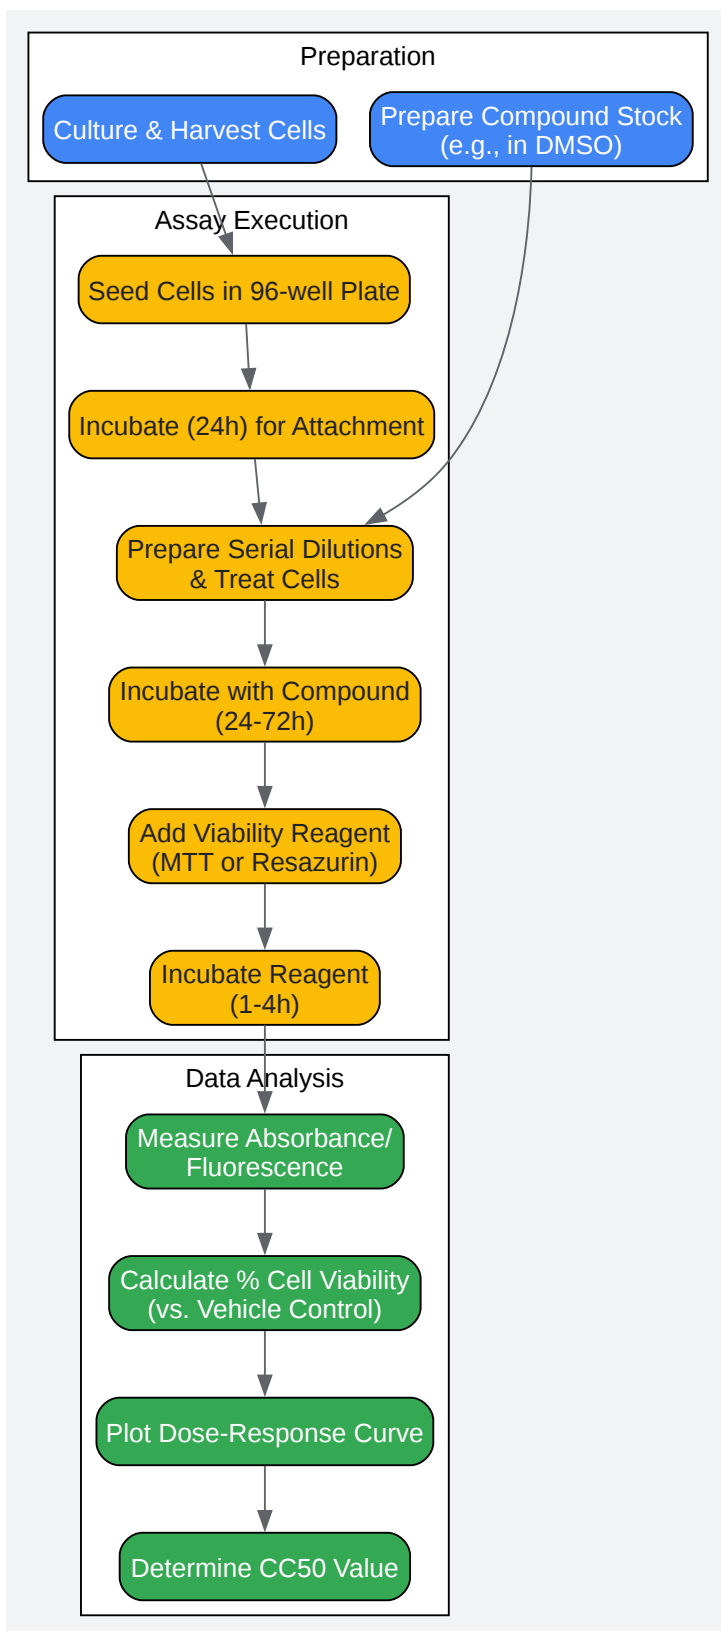 Preparation
Culture & Harvest Cells
Prepare Compound Stock
(e.g., in DMSO)
Assay Execution
Seed Cells in 96-well Plate
Incubate (24h) for Attachment
Prepare Serial Dilutions
& Treat Cells
Incubate with Compound
(24-72h)
Add Viability Reagent
(MTT or Resazurin)
Incubate Reagent
(1-4h)
Data Analysis
Measure Absorbance/
Fluorescence
Calculate % Cell Viability
(vs. Vehicle Control)
Plot Dose-Response Curve
Determine CC50 Value